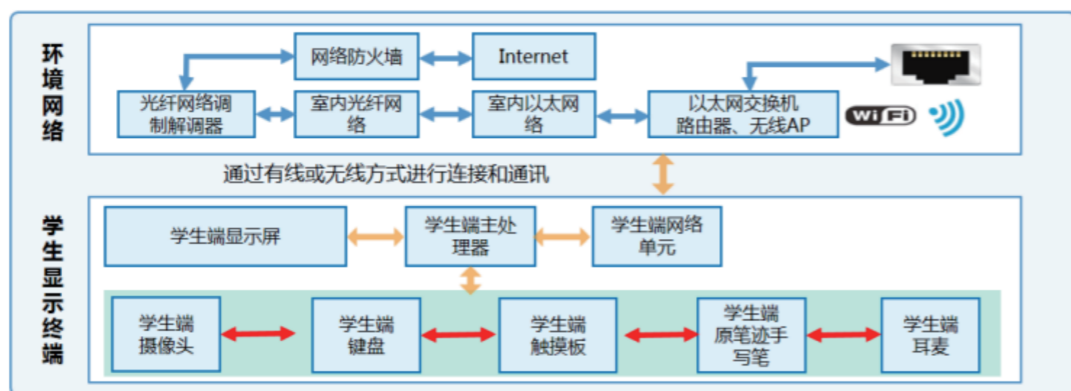 环境网络
网络防火墙
Internet
光纤网络调
制解调器
室内光纤网
络
室内以太网
络
以太网交换机
路由器、无线AP
WiFi
通过有线或无线方式进行连接和通讯
学生显示终端
学生端显示屏
学生端主处
理器
学生端网络
单元
学生端
摄像头
学生端
键盘
学生端
触摸板
学生端
原笔迹手
写笔
学生端
耳麦